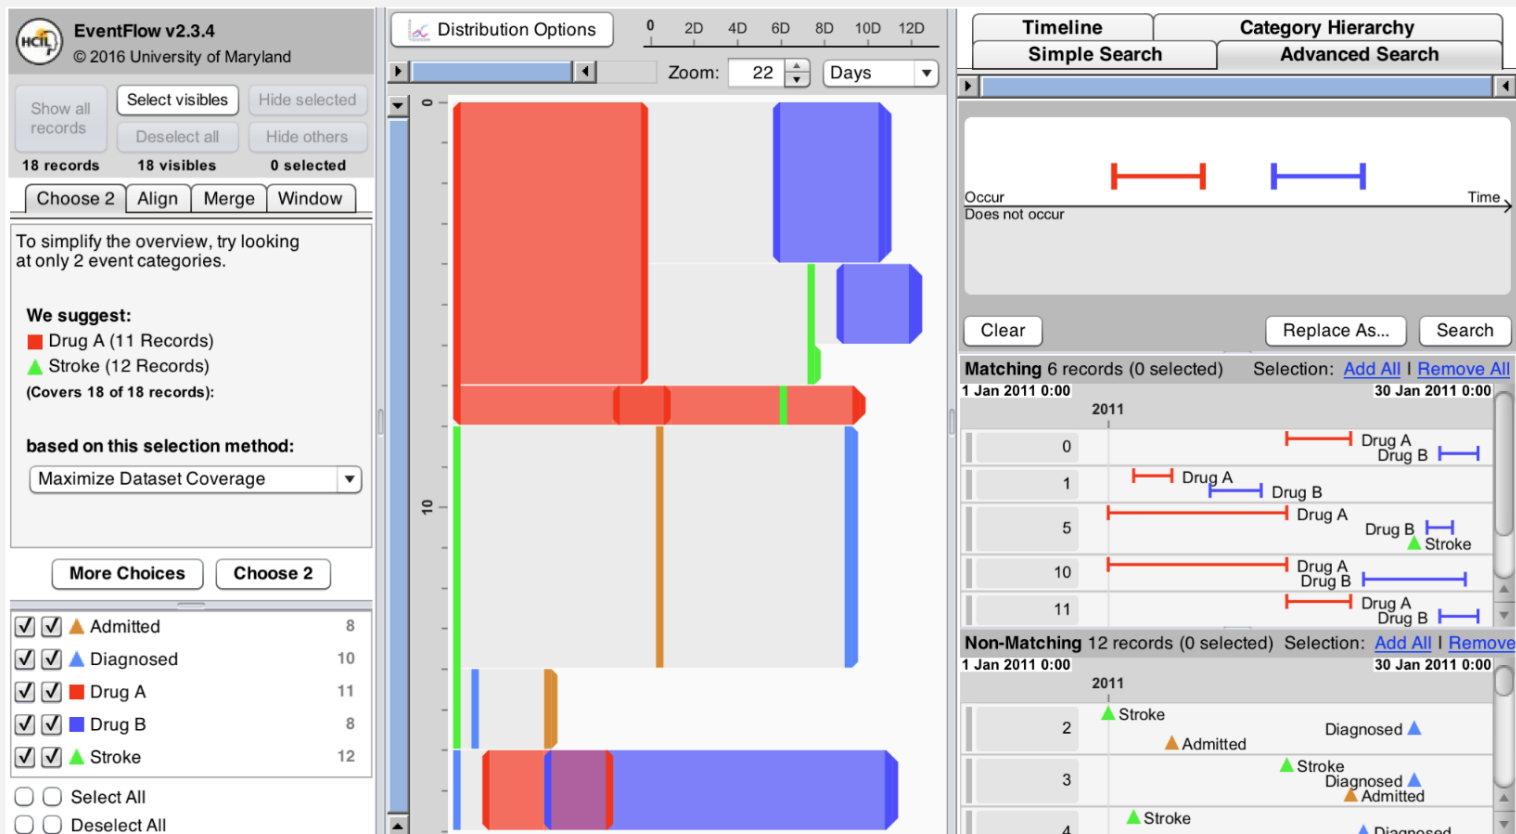 HCIL
EventFlow v2.3.4
© 2016 University of Maryland
Show all records
Select visibles
Hide selected
Deselect all
Hide others
18 records
18 visibles
0 selected
Choose 2
Align
Merge
Window
To simplify the overview, try looking
at only 2 event categories.
We suggest:
Drug A (11 Records)
Stroke (12 Records)
(Covers 18 of 18 records):
based on this selection method:
Maximize Dataset Coverage
More Choices
Choose 2
Admitted 8
Diagnosed 10
Drug A 11
Drug B 8
Stroke 12
Select All
Deselect All
Distribution Options
0 2D 4D 6D 8D 10D 12D
Zoom: 22 Days
0
10
Timeline
Category Hierarchy
Simple Search
Advanced Search
Occur
Time
Does not occur
Clear
Replace As...
Search
Matching 6 records (0 selected) Selection: Add All | Remove All
1 Jan 2011 0:00 30 Jan 2011 0:00
2011
0 Drug A
Drug B
1 Drug A
Drug B
5 Drug A
Drug B
Stroke
10 Drug A
Drug B
11 Drug A
Drug B
Non-Matching 12 records (0 selected) Selection: Add All | Remove
1 Jan 2011 0:00 30 Jan 2011 0:00
2011
2 Stroke
Diagnosed
Admitted
3 Stroke
Diagnosed
Admitted
4 Stroke
Diagnosed